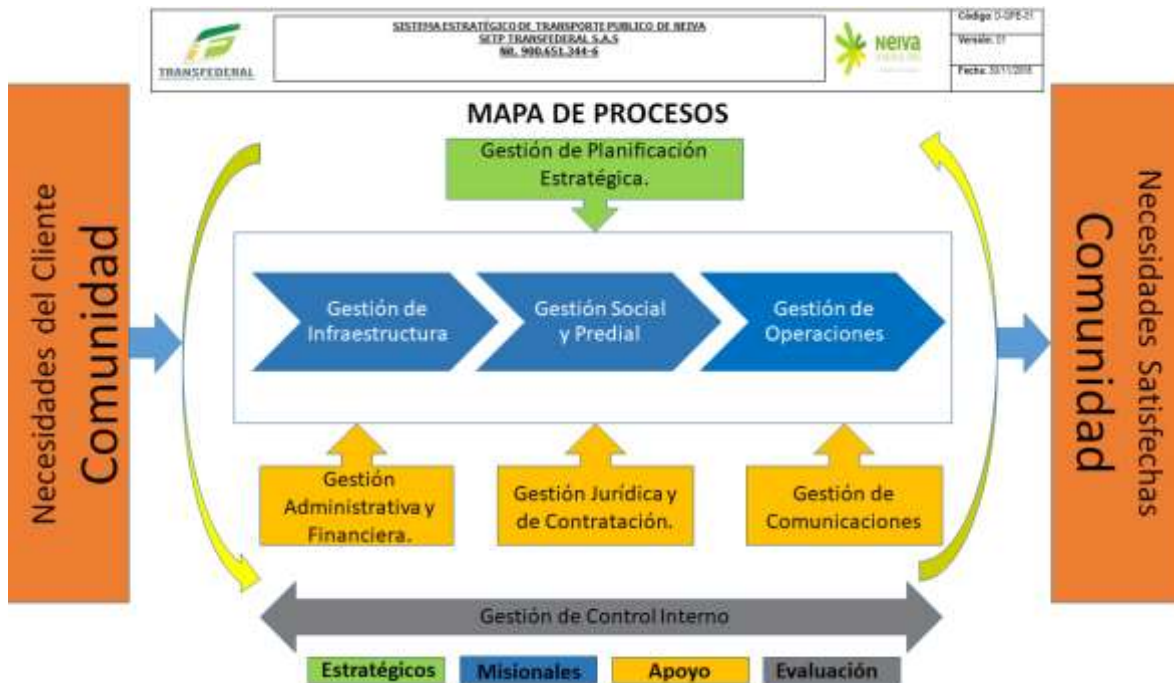 TRANSFEDERAL
SISTEMA ESTRATÉGICO DE TRANSPORTE PUBLICO DE NEIVA
SETP TRANSFEDERAL S.A.S
Nit. 900.651.344-6
NEIVA
Código:
Versión: 01
Fecha: 
MAPA DE PROCESOS
Necesidades del Cliente
Comunidad
Gestión de Planificación
Estratégica.
Gestión de
Infraestructura
Gestión Social
y Predial
Gestión de
Operaciones
Gestión
Administrativa y
Financiera.
Gestión Jurídica y
de Contratación.
Gestión de
Comunicaciones
Necesidades Satisfechas
Comunidad
Gestión de Control Interno
Estratégicos
Misionales
Apoyo
Evaluación